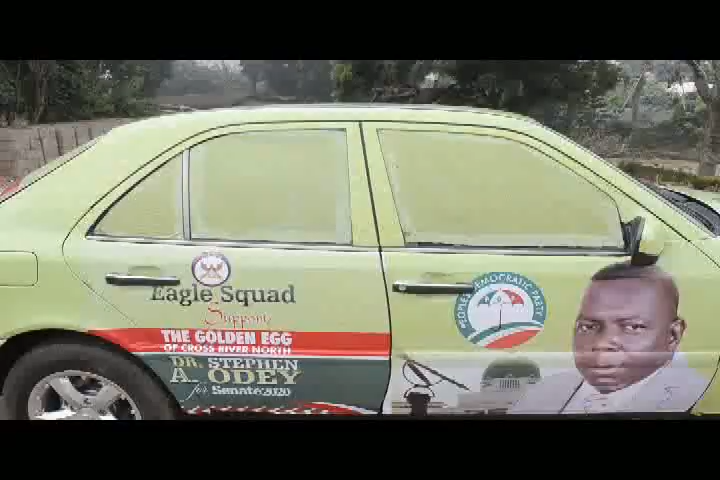 Eagle Squad
Support
THE GOLDEN EGG
OF CROSS RIVER NORTH
DR. STEPHEN
A. ODEY
for Senate 2020
PEOPLES DEMOCRATIC PARTY